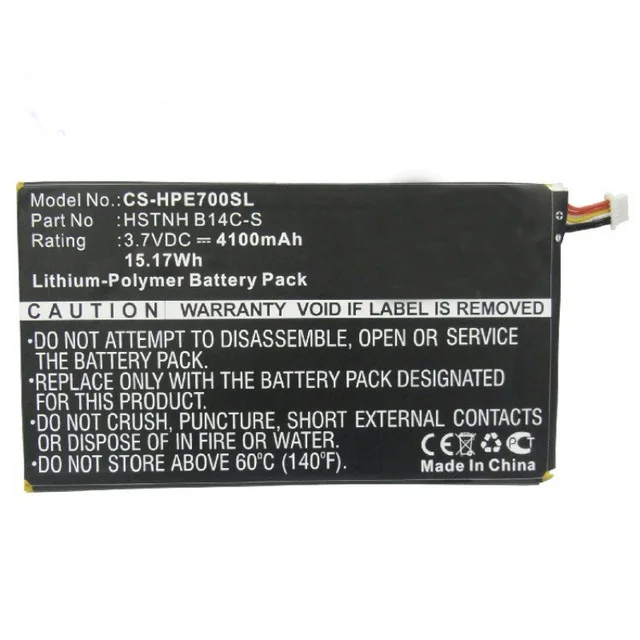 Model No.: CS-HPE700SL
Part No : HSTNH B14C-S
Rating : 3.7VDC ⎓ 4100mAh
15.17Wh
Lithium-Polymer Battery Pack
CAUTION WARRANTY VOID IF LABEL IS REMOVED
•DO NOT ATTEMPT TO DISASSEMBLE, OPEN OR SERVICE
THE BATTERY PACK.
•REPLACE ONLY WITH THE BATTERY PACK DESIGNATED
FOR THIS PRODUCT.
•DO NOT CRUSH, PUNCTURE, SHORT EXTERNAL CONTACTS
OR DISPOSE OF IN FIRE OR WATER.
•DO NOT STORE ABOVE 60°C (140°F).
CE PCT
Made In China